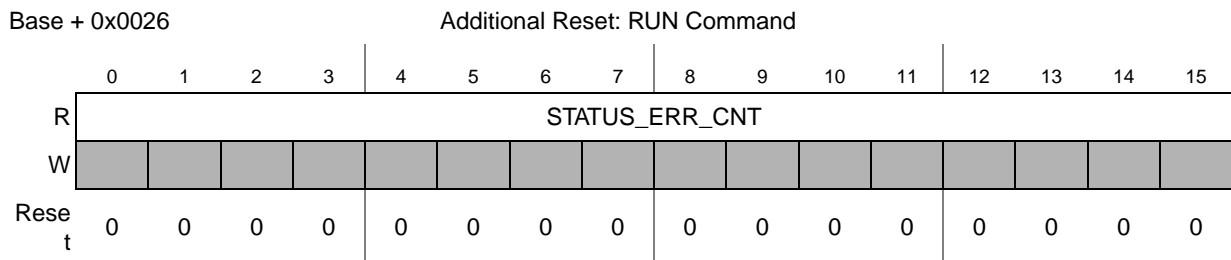 Base + 0x0026 Additional Reset: RUN Command
0 1 2 3 4 5 6 7 8 9 10 11 12 13 14 15
R STATUS_ERR_CNT
W
Rese
t 0 0 0 0 0 0 0 0 0 0 0 0 0 0 0 0